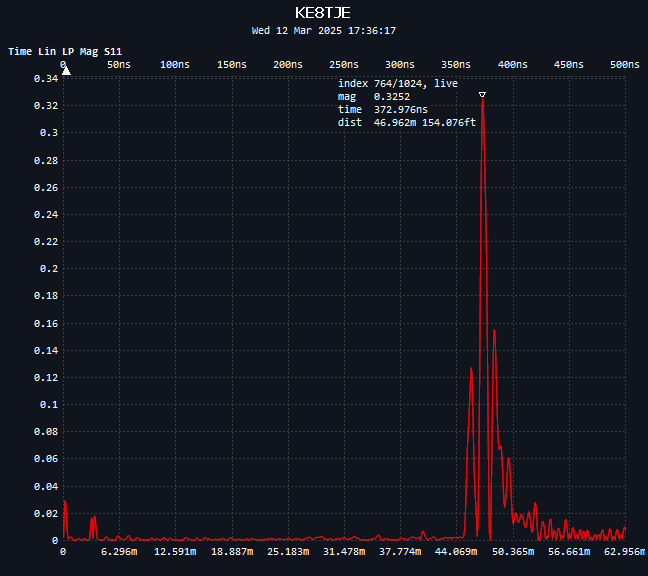 KE8TJE
Wed 12 Mar 2025 17:36:17
Time Lin LP Mag S11
0 50ns 100ns 150ns 200ns 250ns 300ns 350ns 400ns 450ns 500ns
0.34
index 764/1024, live
mag 0.3252
0.32
time 372.976ns
dist 46.962m 154.076ft
0.3
0.28
0.26
0.24
0.22
0.2
0.18
0.16
0.14
0.12
0.1
0.08
0.06
0.04
0.02
0
0 6.296m 12.591m 18.887m 25.183m 31.478m 37.774m 44.069m 50.365m 56.661m 62.956m